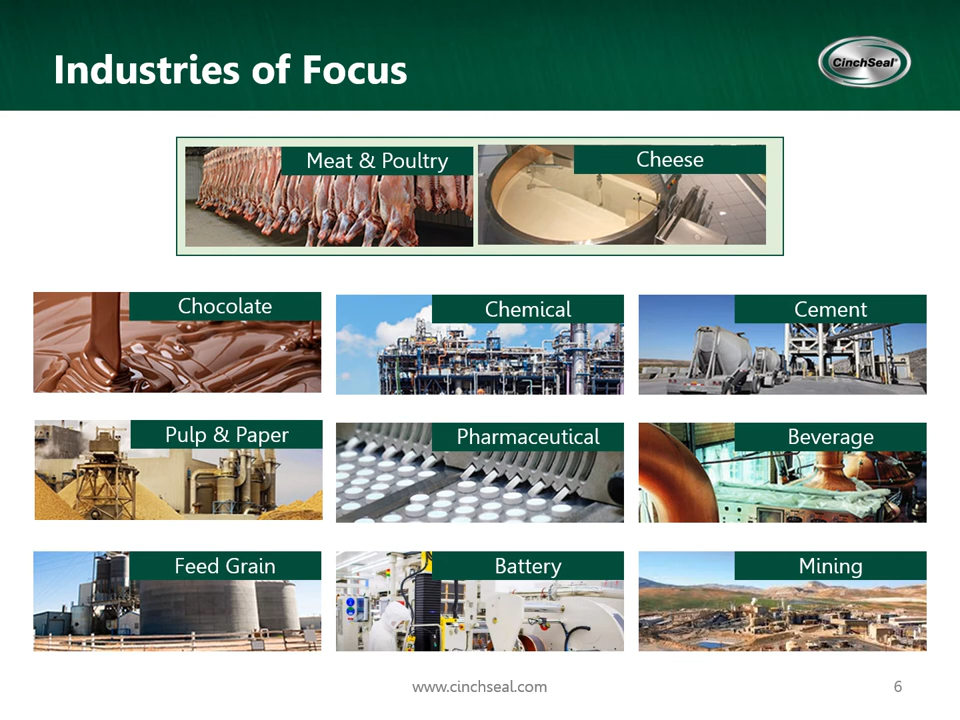 Industries of Focus
CinchSeal®
Meat & Poultry
Cheese
Chocolate
Chemical
Cement
Pulp & Paper
Pharmaceutical
Beverage
Feed Grain
Battery
Mining
www.cinchseal.com
6